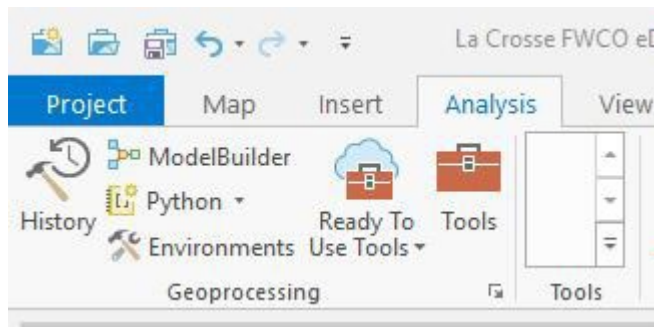 La Crosse FWCO eD
Project Map Insert Analysis View
History
ModelBuilder
Python
Environments
Ready To
Use Tools
Tools
Geoprocessing
Tools